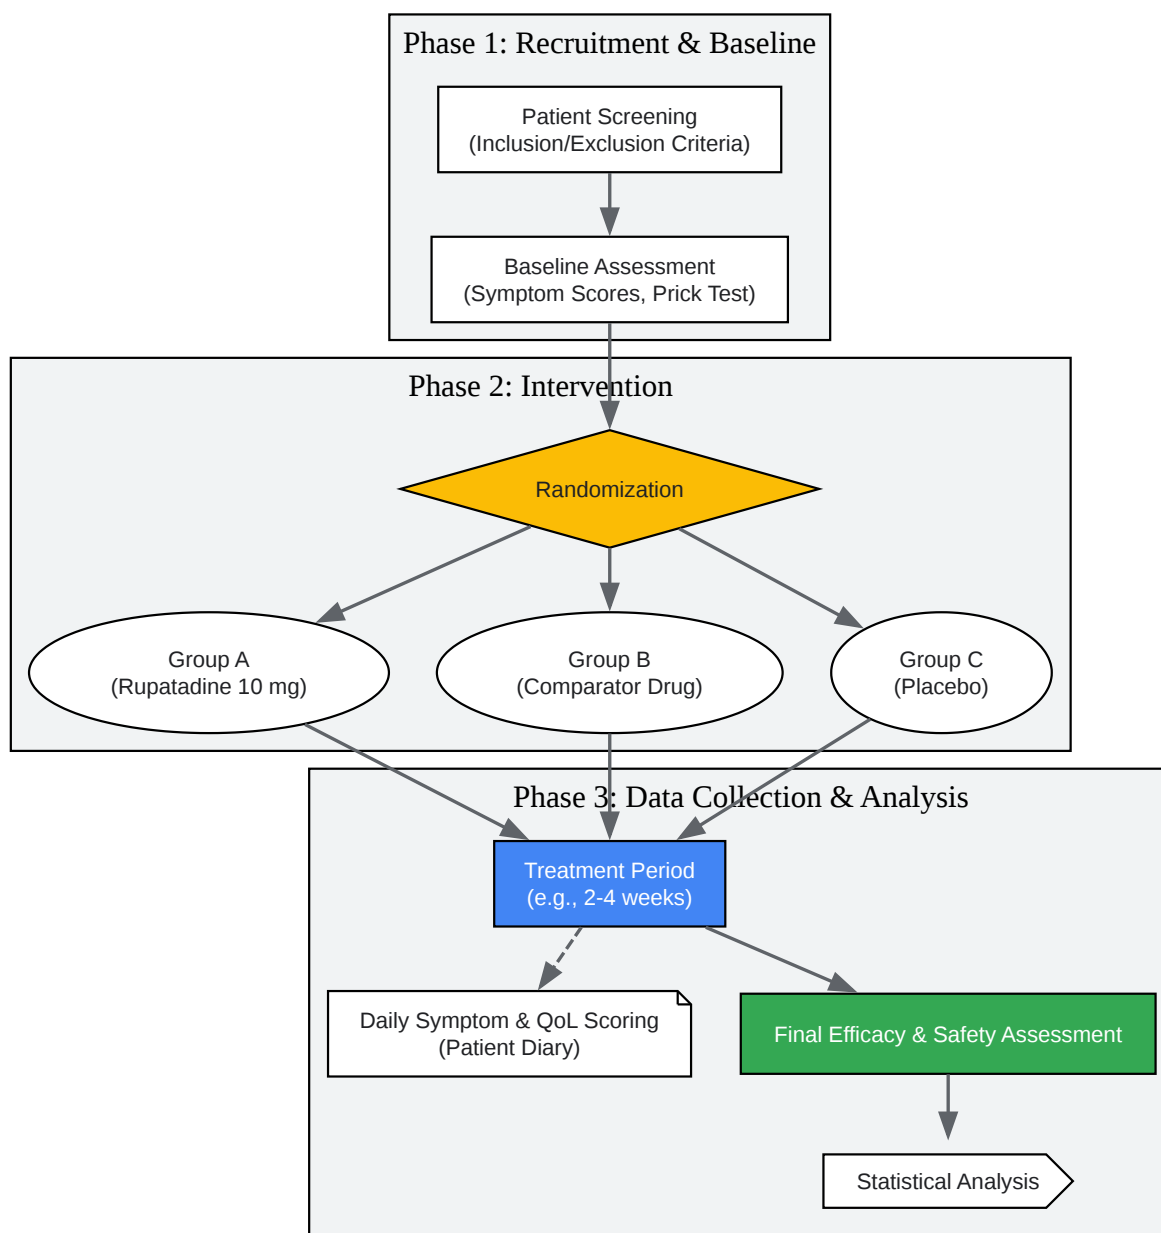 Phase 1: Recruitment & Baseline
Patient Screening
(Inclusion/Exclusion Criteria)
Baseline Assessment
(Symptom Scores, Prick Test)
Phase 2: Intervention
Randomization
Group A
(Rupatadine 10 mg)
Group B
(Comparator Drug)
Group C
(Placebo)
Phase 3: Data Collection & Analysis
Treatment Period
(e.g., 2-4 weeks)
Daily Symptom & QoL Scoring
(Patient Diary)
Final Efficacy & Safety Assessment
Statistical Analysis